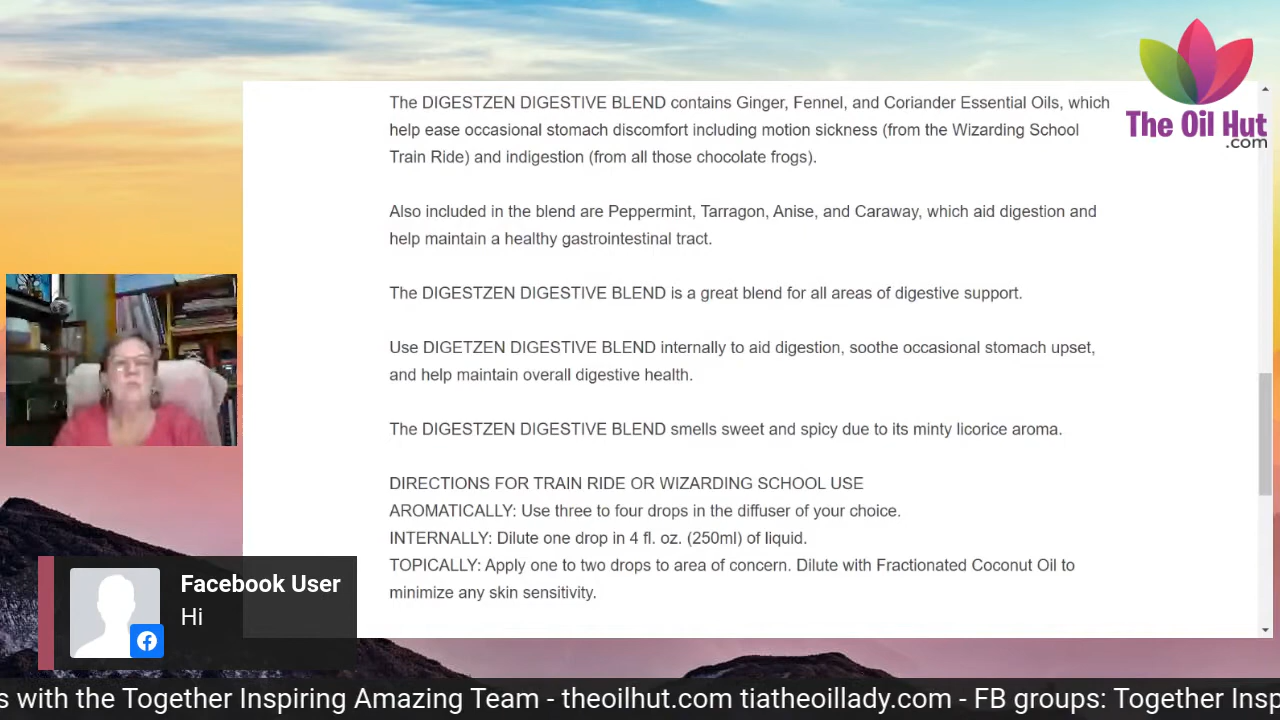 The DIGESTZEN DIGESTIVE BLEND contains Ginger, Fennel, and Coriander Essential Oils, which
help ease occasional stomach discomfort including motion sickness (from the Wizarding School
Train Ride) and indigestion (from all those chocolate frogs).
Also included in the blend are Peppermint, Tarragon, Anise, and Caraway, which aid digestion and
help maintain a healthy gastrointestinal tract.
The DIGESTZEN DIGESTIVE BLEND is a great blend for all areas of digestive support.
Use DIGETZEN DIGESTIVE BLEND internally to aid digestion, soothe occasional stomach upset,
and help maintain overall digestive health.
The DIGESTZEN DIGESTIVE BLEND smells sweet and spicy due to its minty licorice aroma.
DIRECTIONS FOR TRAIN RIDE OR WIZARDING SCHOOL USE
AROMATICALLY: Use three to four drops in the diffuser of your choice.
INTERNALLY: Dilute one drop in 4 fl. oz. (250ml) of liquid.
TOPICALLY: Apply one to two drops to area of concern. Dilute with Fractionated Coconut Oil to
minimize any skin sensitivity.
The Oil Hut
.com
Facebook User
Hi
s with the Together Inspiring Amazing Team - theoilhut.com tiatheoillady.com - FB groups: Together Insp